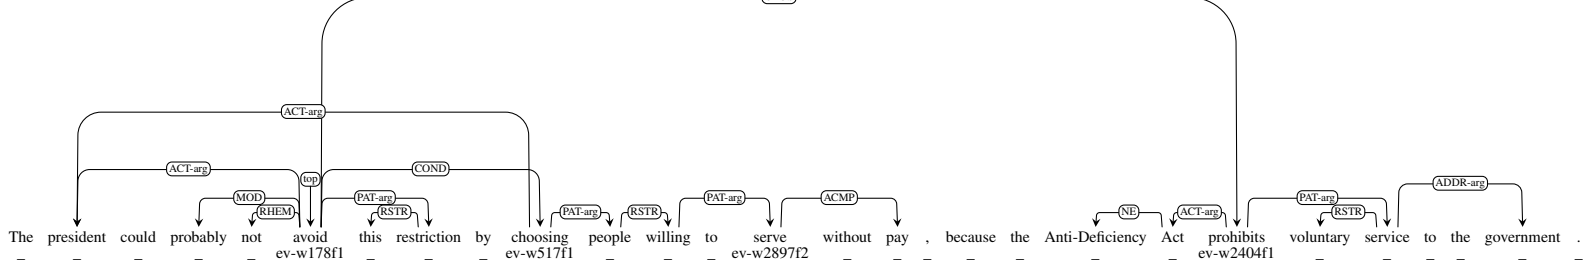 ACT-arg
ACT-arg COND
top
ADDR-arg
MOD PAT-arg PAT-arg ACMP PAT-arg
RHEM RSTR PAT-arg RSTR NE ACT-arg RSTR
The president could probably not avoid this restriction by choosing people willing to serve without pay , because the Anti-Deficiency Act prohibits voluntary service to the government .
_ _ _ _ _ ev-w178f1 _ _ _ ev-w517f1 _ _ _ ev-w2897f2 _ _ _ _ _ _ _ ev-w2404f1 _ _ _ _ _ _